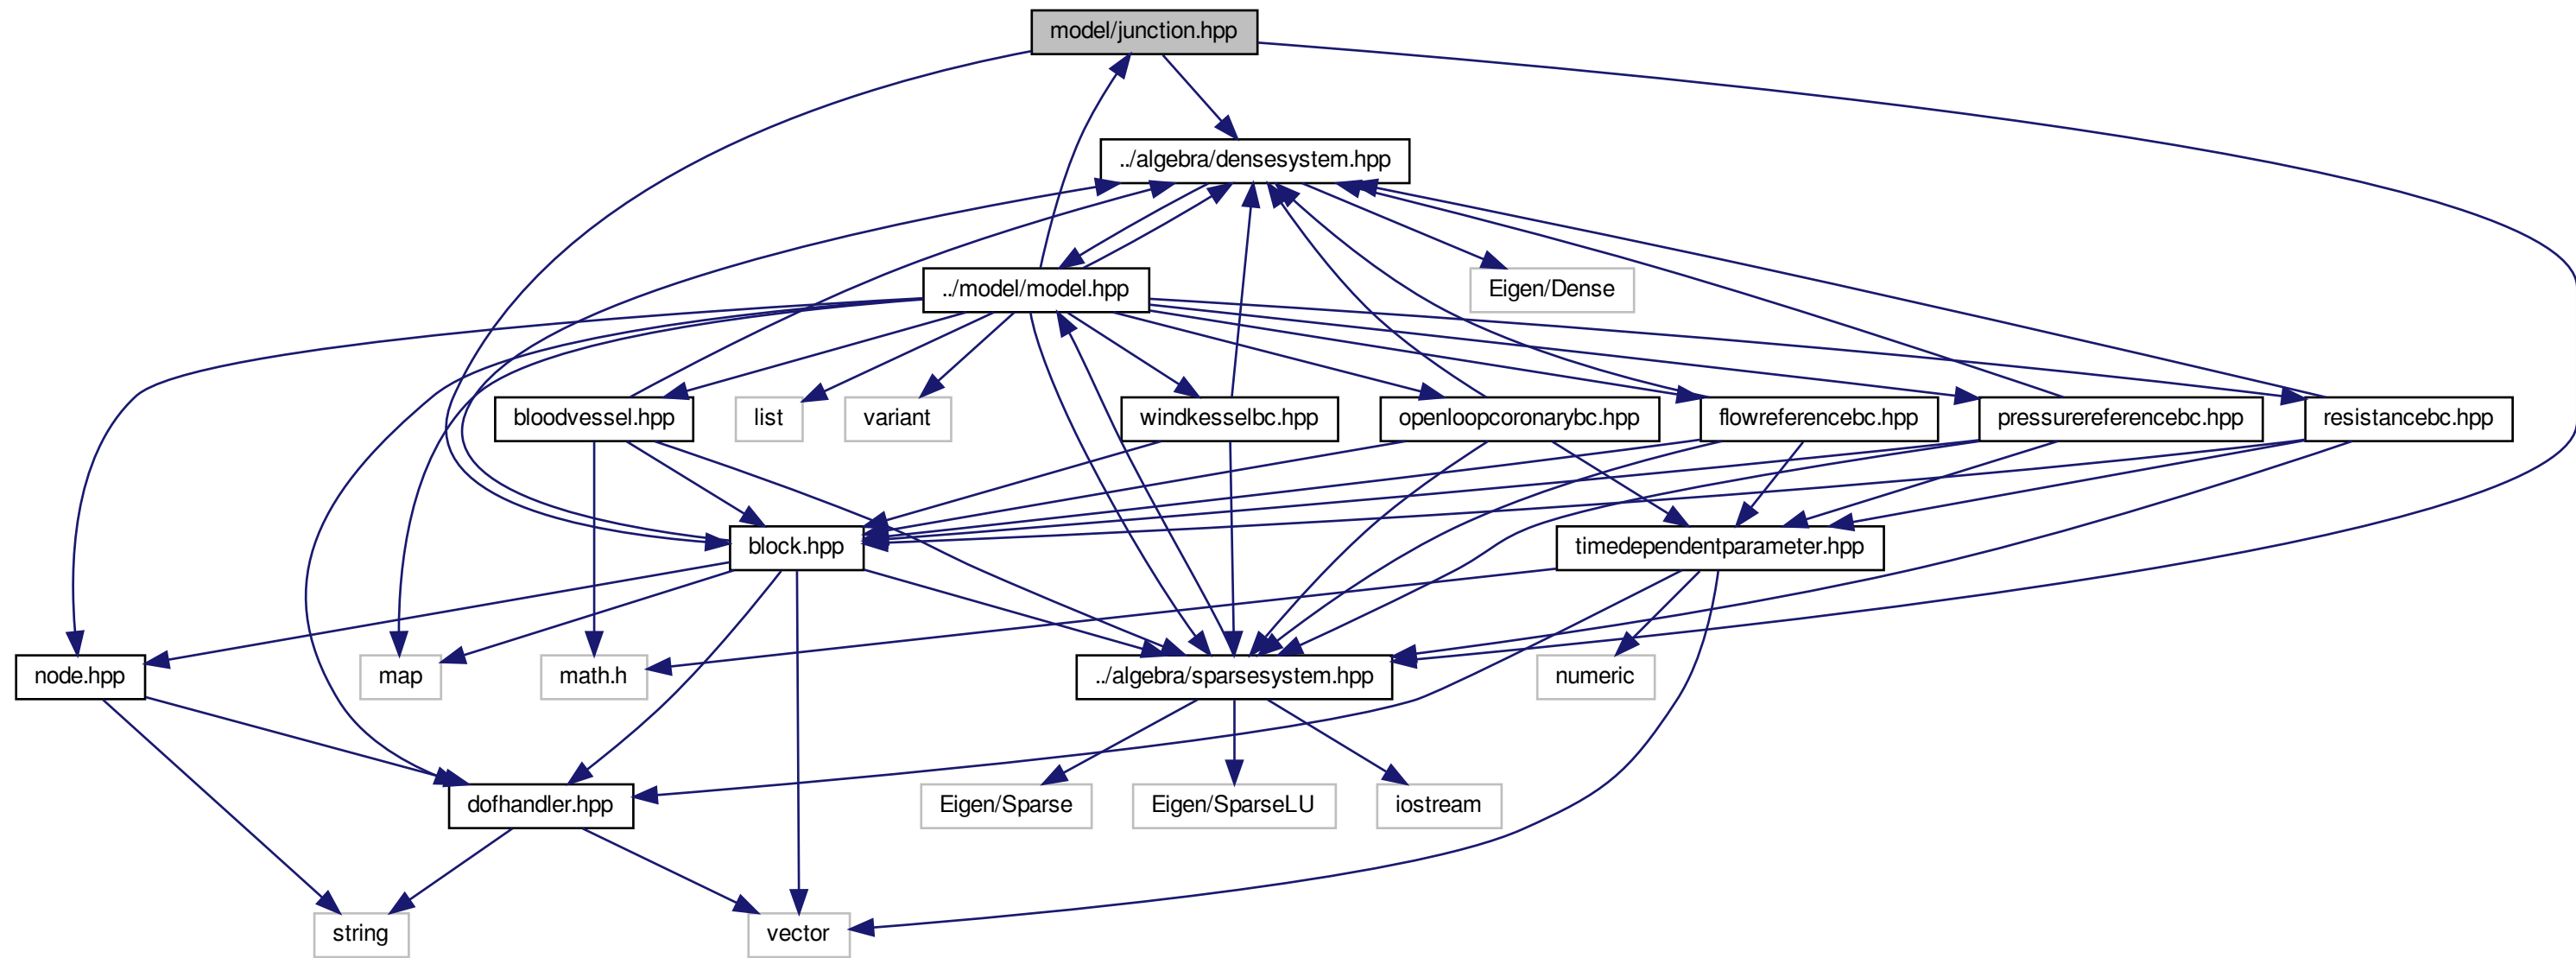 model/junction.hpp
../algebra/densesystem.hpp
../model/model.hpp
Eigen/Dense
bloodvessel.hpp
list
variant
windkesselbc.hpp
openloopcoronarybc.hpp
flowreferencebc.hpp
pressurereferencebc.hpp
resistancebc.hpp
block.hpp
timedependentparameter.hpp
node.hpp
map
math.h
../algebra/sparsesystem.hpp
numeric
dofhandler.hpp
Eigen/Sparse
Eigen/SparseLU
iostream
string
vector